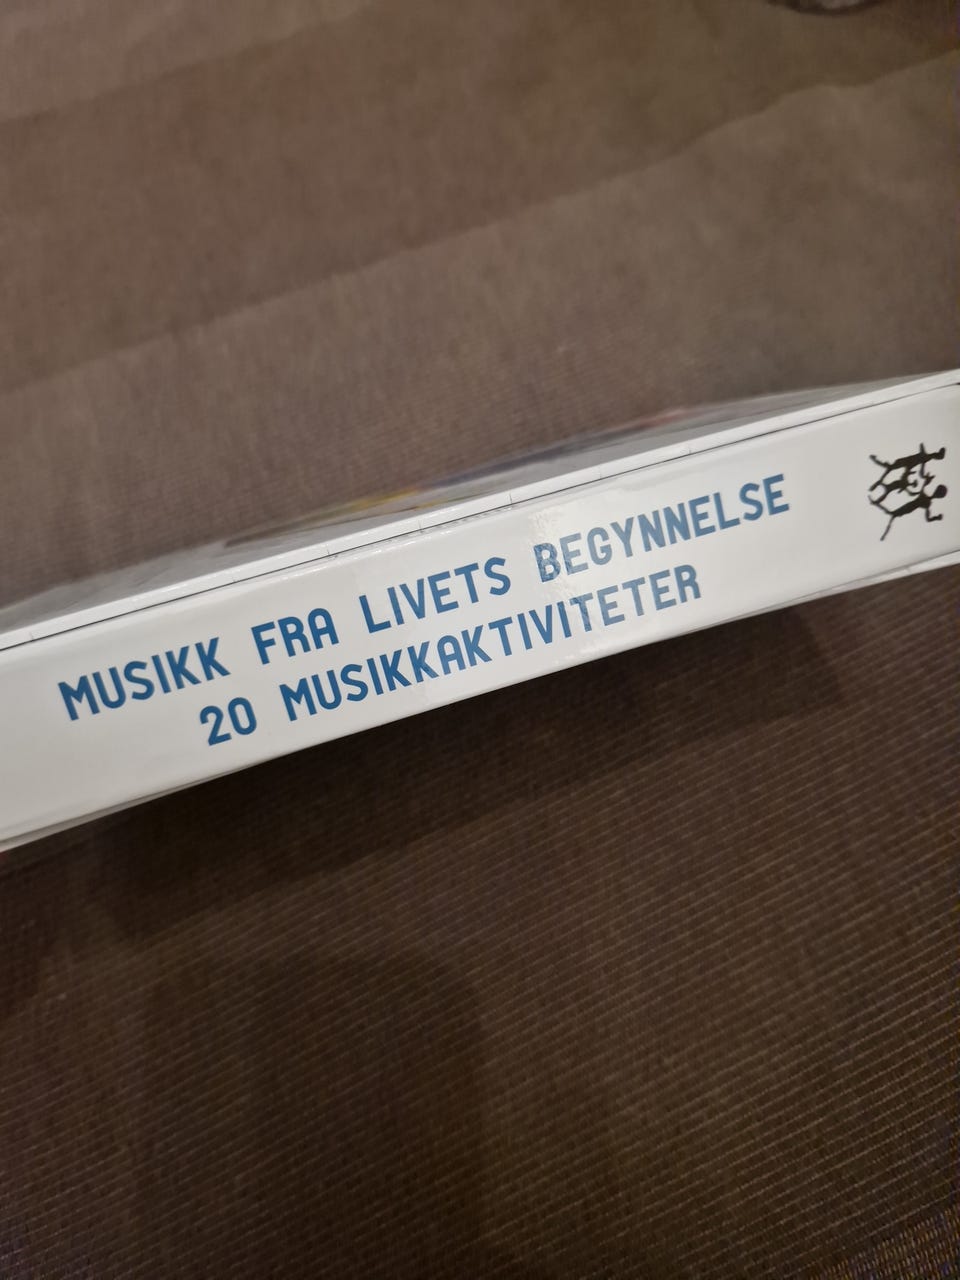 MUSIKK FRA LIVETS BEGYNNELSE
20 MUSIKKAKTIVITETER